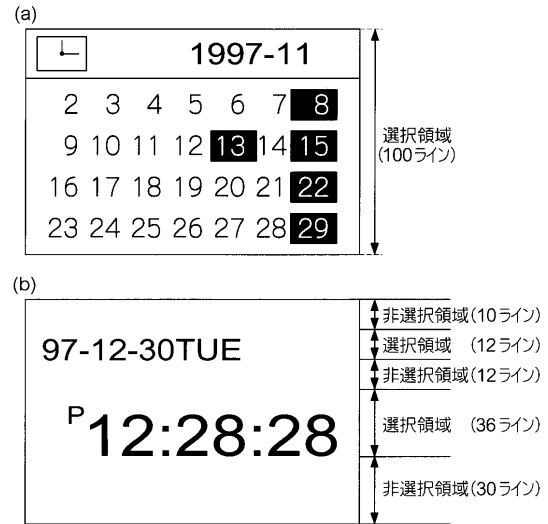 (a)
1997-11
2 3 4 5 6 7 8
9 10 11 12 13 14 15
16 17 18 19 20 21 22
23 24 25 26 27 28 29
選択領域
(100ライン)
(b)
非選択領域(10ライン)
97-12-30TUE
選択領域 (12ライン)
非選択領域(12ライン)
P12:28:28
選択領域 (36ライン)
非選択領域(30ライン)